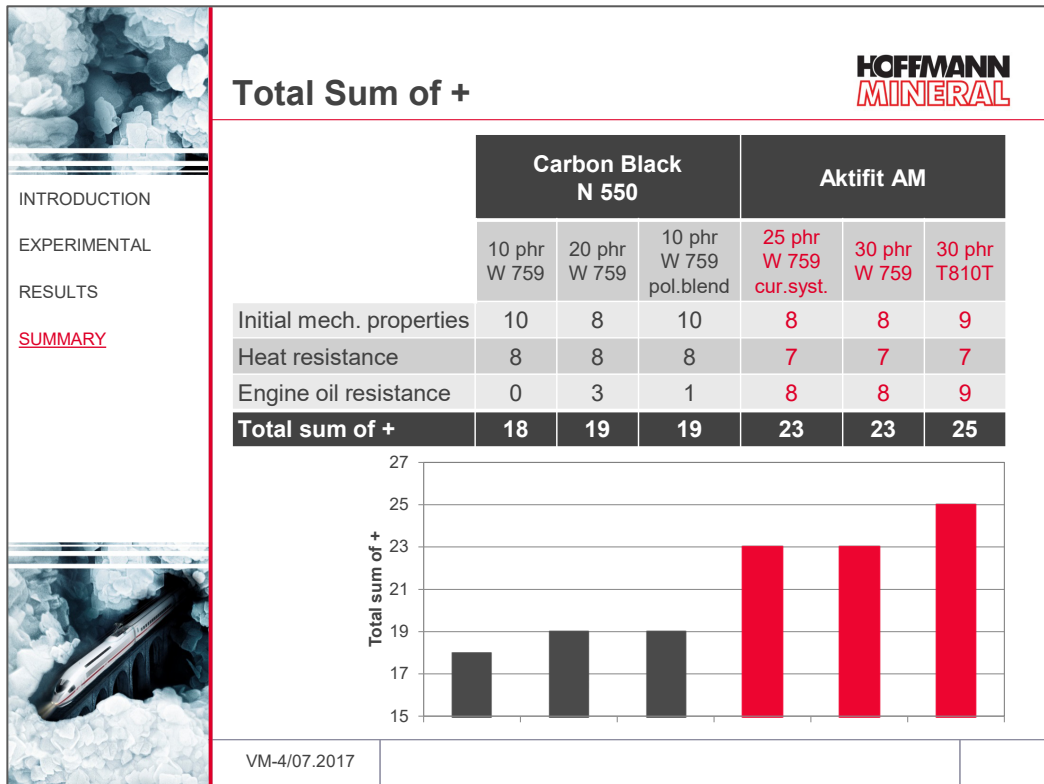 Total Sum of +
HOFFMANN
MINERAL
INTRODUCTION
EXPERIMENTAL
RESULTS
SUMMARY
Carbon Black
N 550
Aktifit AM
10 phr
W 759
20 phr
W 759
10 phr
W 759
pol.blend
25 phr
W 759
cur.syst.
30 phr
W 759
30 phr
T810T
Initial mech. properties 10 8 10 8 8 9
Heat resistance 8 8 8 7 7 7
Engine oil resistance 0 3 1 8 8 9
Total sum of + 18 19 19 23 23 25
Total sum of +
27
25
23
21
19
17
15
VM-4/07.2017